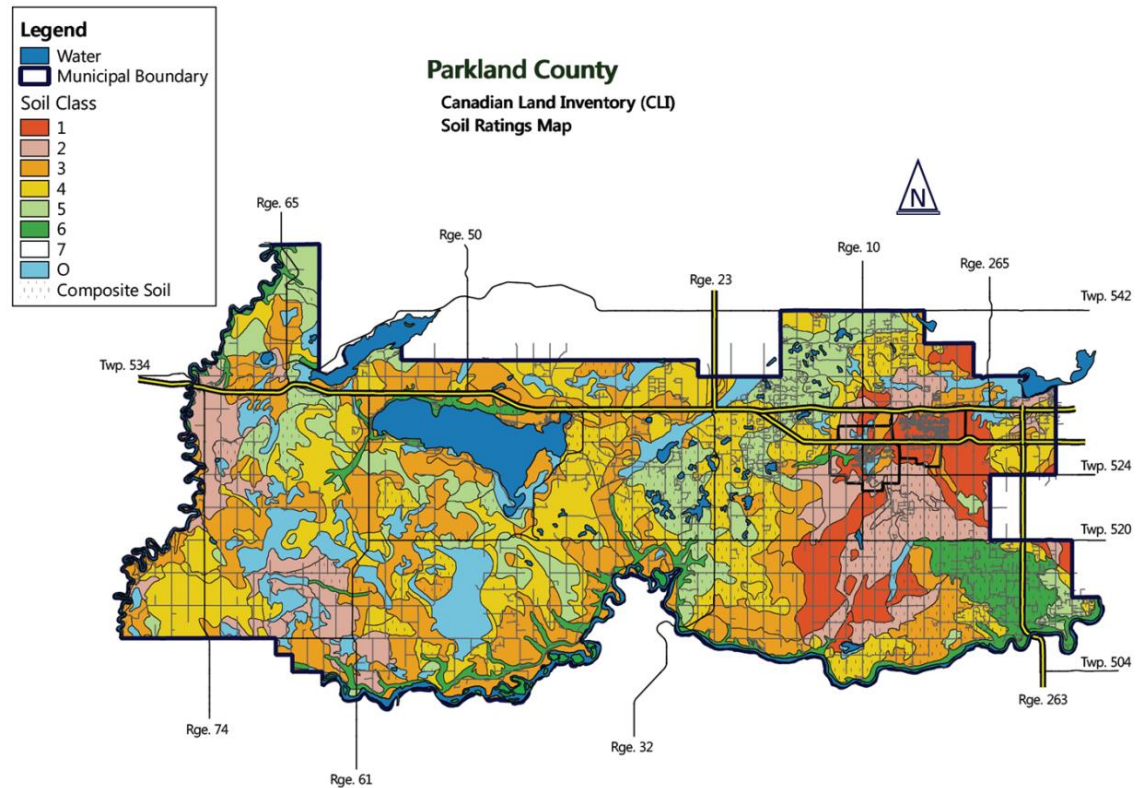 Legend
Water
Municipal Boundary
Soil Class
1
2
3
4
5
6
7
O
Composite Soil
Parkland County
Canadian Land Inventory (CLI)
Soil Ratings Map
N
Rge. 65
Rge. 50
Rge. 23
Rge. 10
Rge. 265
Twp. 542
Twp. 534
Twp. 524
Twp. 520
Twp. 504
Rge. 263
Rge. 74
Rge. 32
Rge. 61